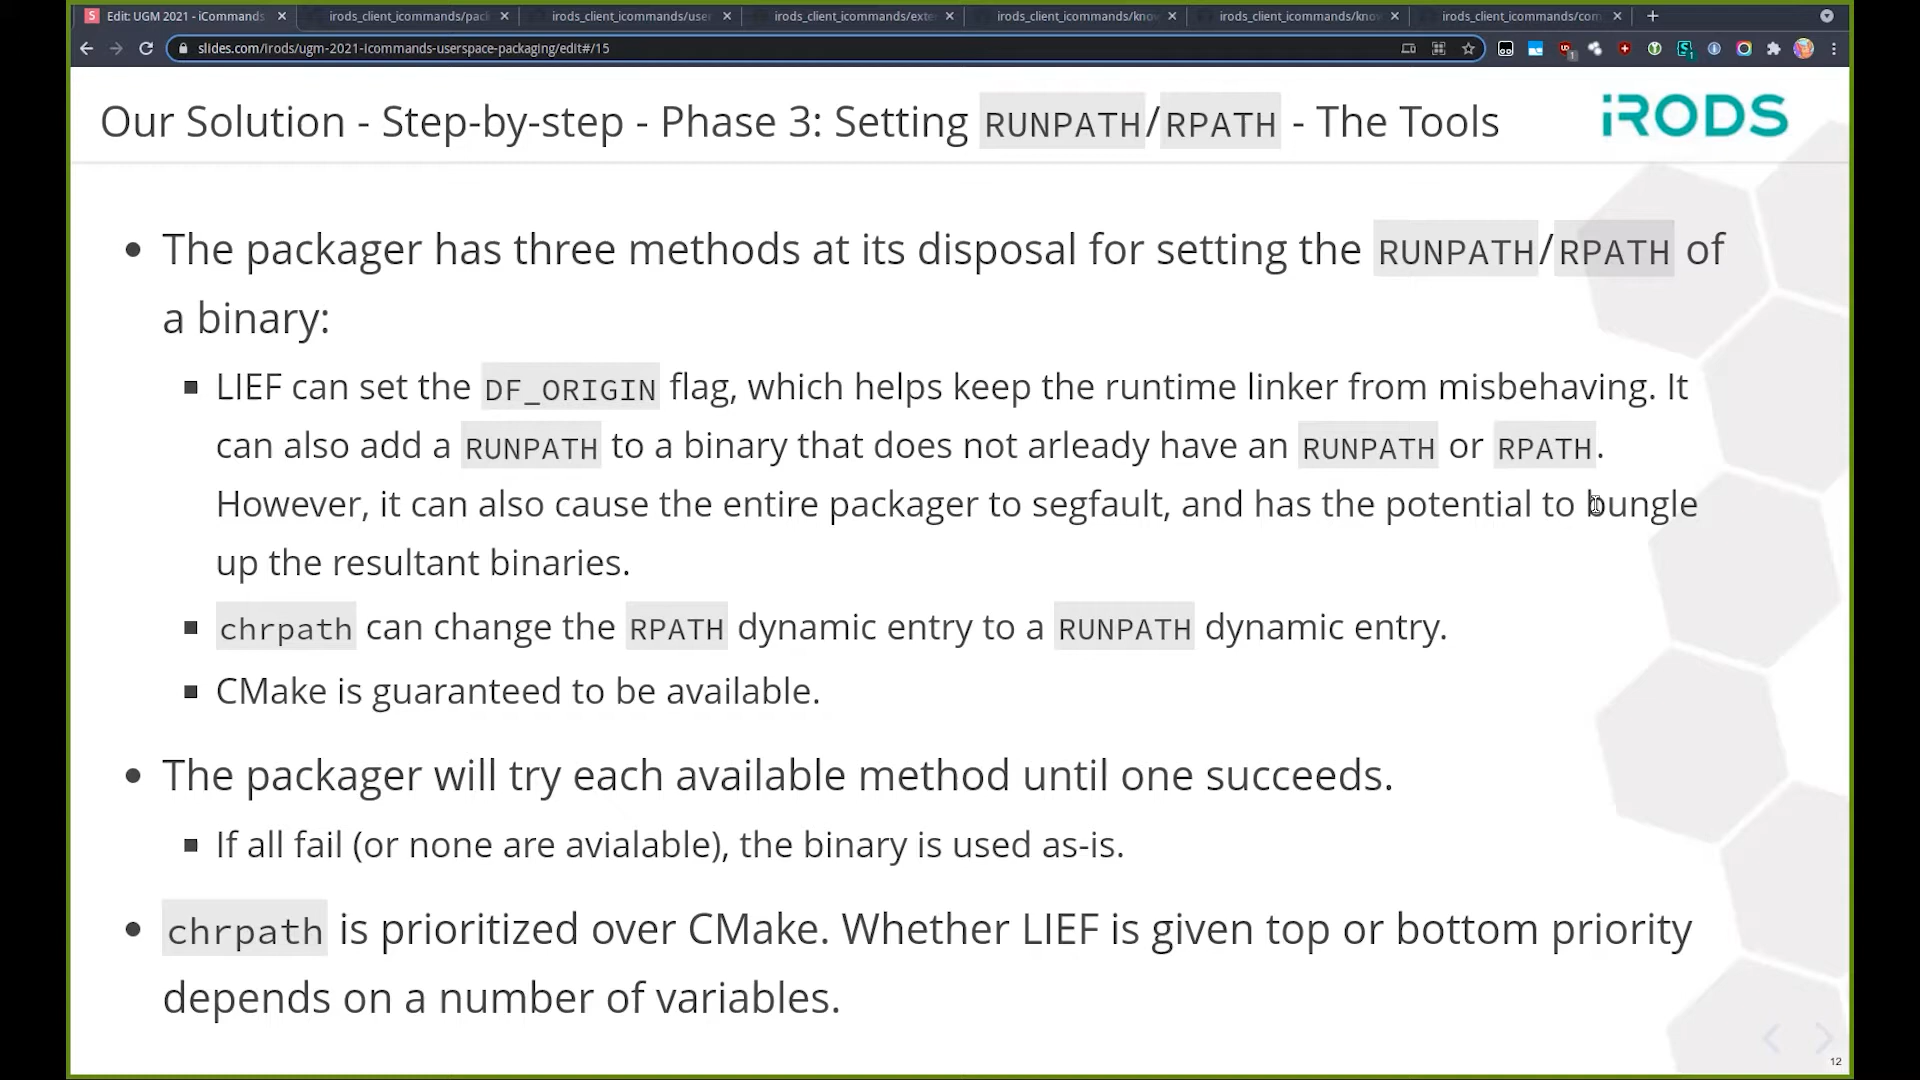 Edit: UGM 2021 - iCommands
irods_client_icommands/pac
irods_client_icommands/user
irods_client_icommands/exte
irods_client_icommands/kno
irods_client_icommands/kno
irods_client_icommands/com
slides.com/irods/ugm-2021-icommands-userspace-packaging/edit#/15
Our Solution - Step-by-step - Phase 3: Setting RUNPATH/RPATH - The Tools
iRODS
• The packager has three methods at its disposal for setting the RUNPATH/RPATH of
a binary:
▪ LIEF can set the DF_ORIGIN flag, which helps keep the runtime linker from misbehaving. It
can also add a RUNPATH to a binary that does not arleady have an RUNPATH or RPATH.
However, it can also cause the entire packager to segfault, and has the potential to bungle
up the resultant binaries.
▪ chrpath can change the RPATH dynamic entry to a RUNPATH dynamic entry.
▪ CMake is guaranteed to be available.
• The packager will try each available method until one succeeds.
▪ If all fail (or none are avialable), the binary is used as-is.
• chrpath is prioritized over CMake. Whether LIEF is given top or bottom priority
depends on a number of variables.
12